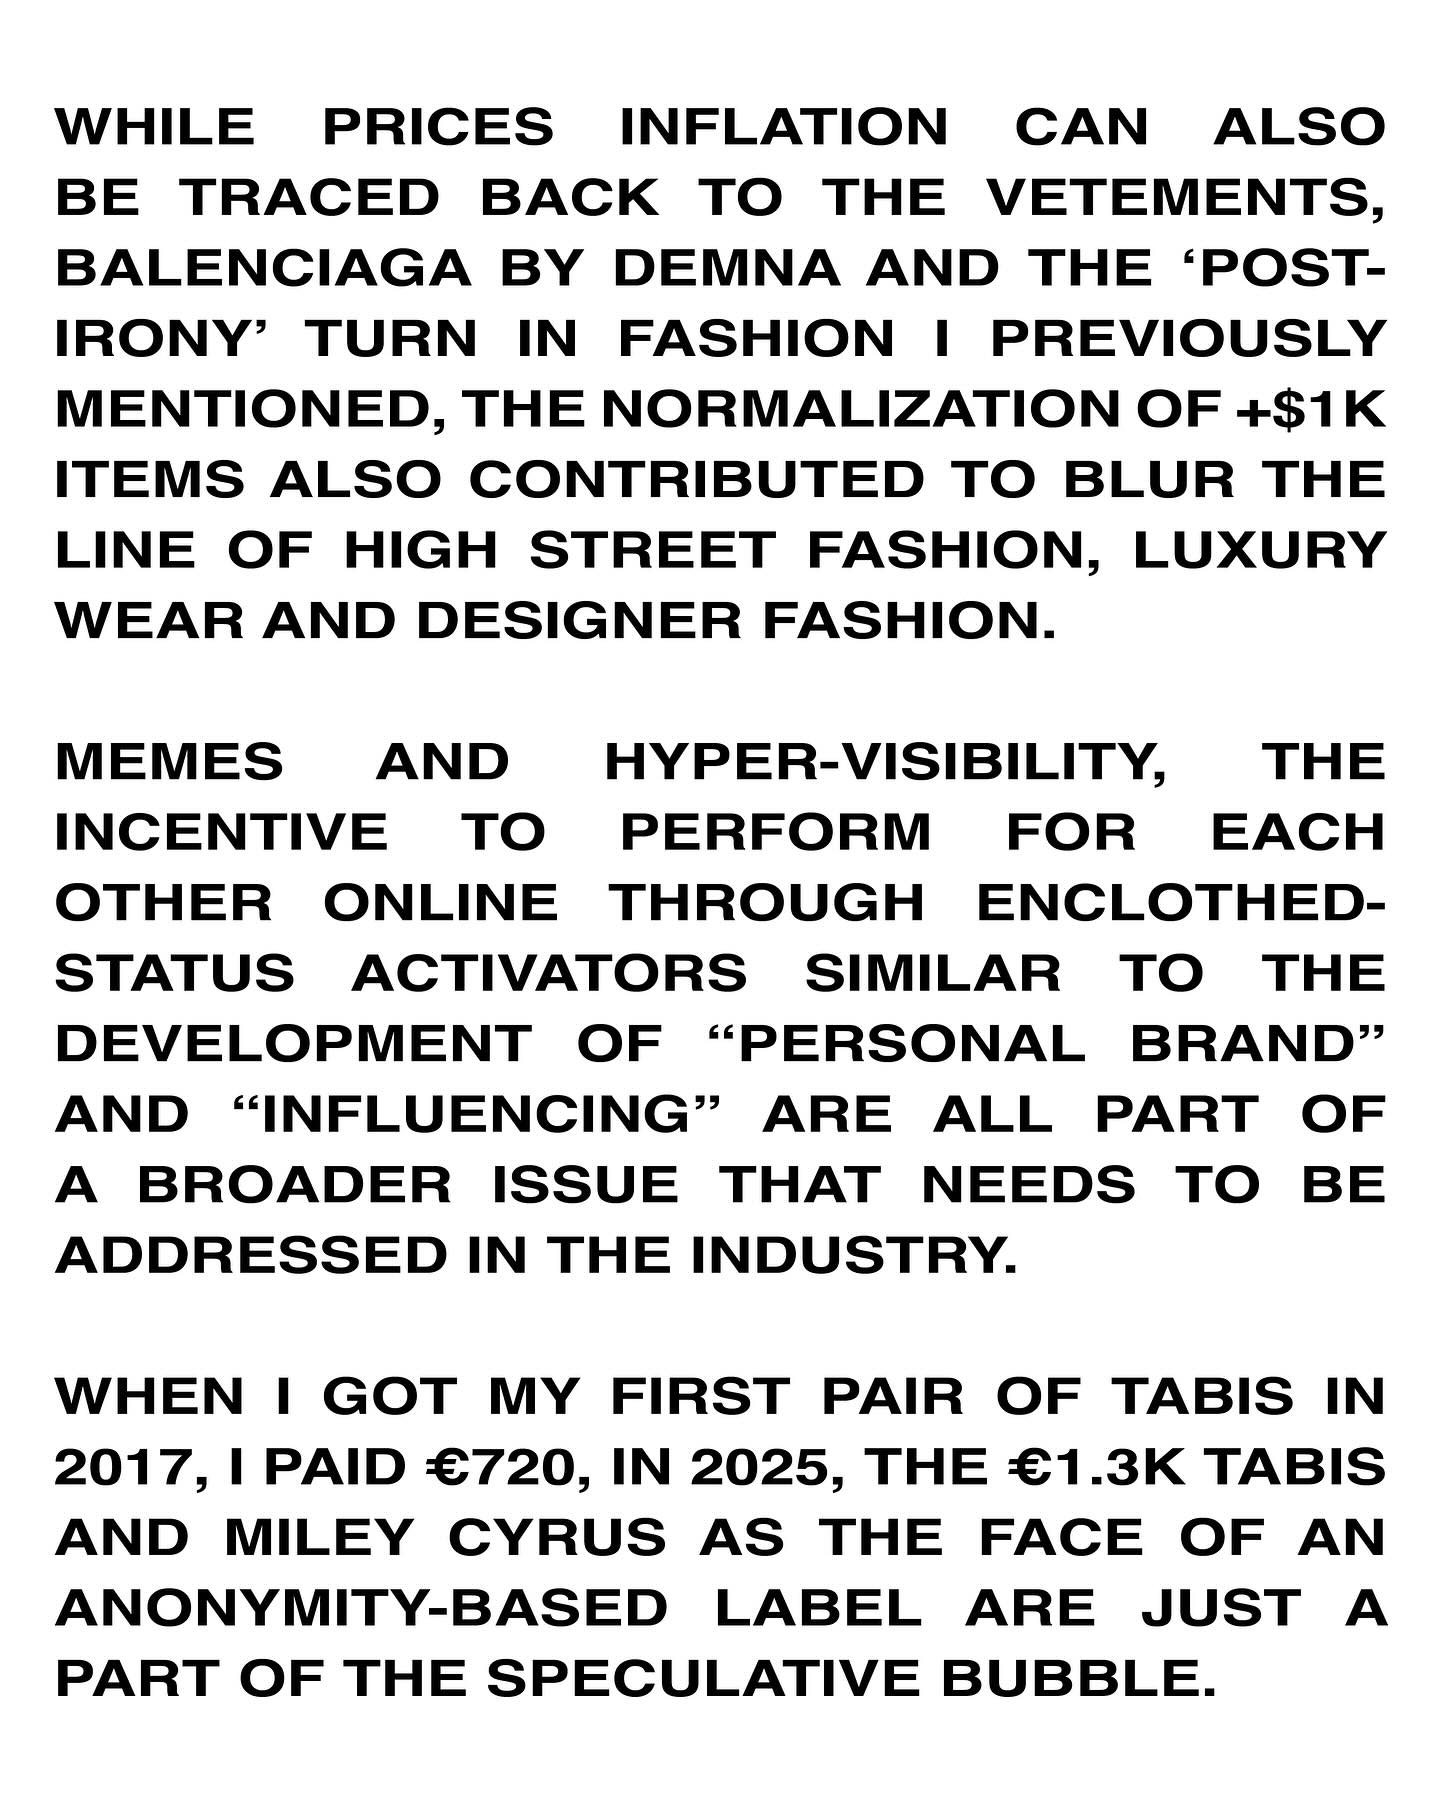 WHILE PRICES INFLATION CAN ALSO
BE TRACED BACK TO THE VETEMENTS,
BALENCIAGA BY DEMNA AND THE ‘POST-
IRONY’ TURN IN FASHION I PREVIOUSLY
MENTIONED, THE NORMALIZATION OF +$1K
ITEMS ALSO CONTRIBUTED TO BLUR THE
LINE OF HIGH STREET FASHION, LUXURY
WEAR AND DESIGNER FASHION.
MEMES AND HYPER-VISIBILITY, THE
INCENTIVE TO PERFORM FOR EACH
OTHER ONLINE THROUGH ENCLOTHED-
STATUS ACTIVATORS SIMILAR TO THE
DEVELOPMENT OF “PERSONAL BRAND”
AND “INFLUENCING” ARE ALL PART OF
A BROADER ISSUE THAT NEEDS TO BE
ADDRESSED IN THE INDUSTRY.
WHEN I GOT MY FIRST PAIR OF TABIS IN
2017, I PAID €720, IN 2025, THE €1.3K TABIS
AND MILEY CYRUS AS THE FACE OF AN
ANONYMITY-BASED LABEL ARE JUST A
PART OF THE SPECULATIVE BUBBLE.